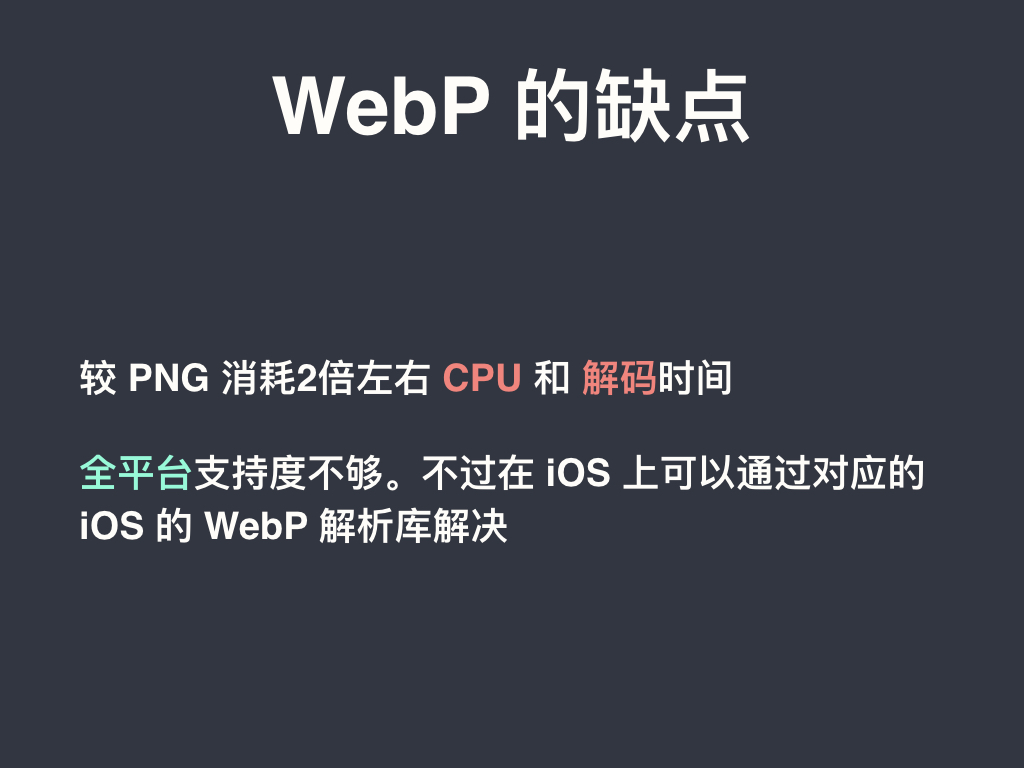 WebP 的缺点
较 PNG 消耗2倍左右 CPU 和 解码时间
全平台支持度不够。不过在 iOS 上可以通过对应的
iOS 的 WebP 解析库解决